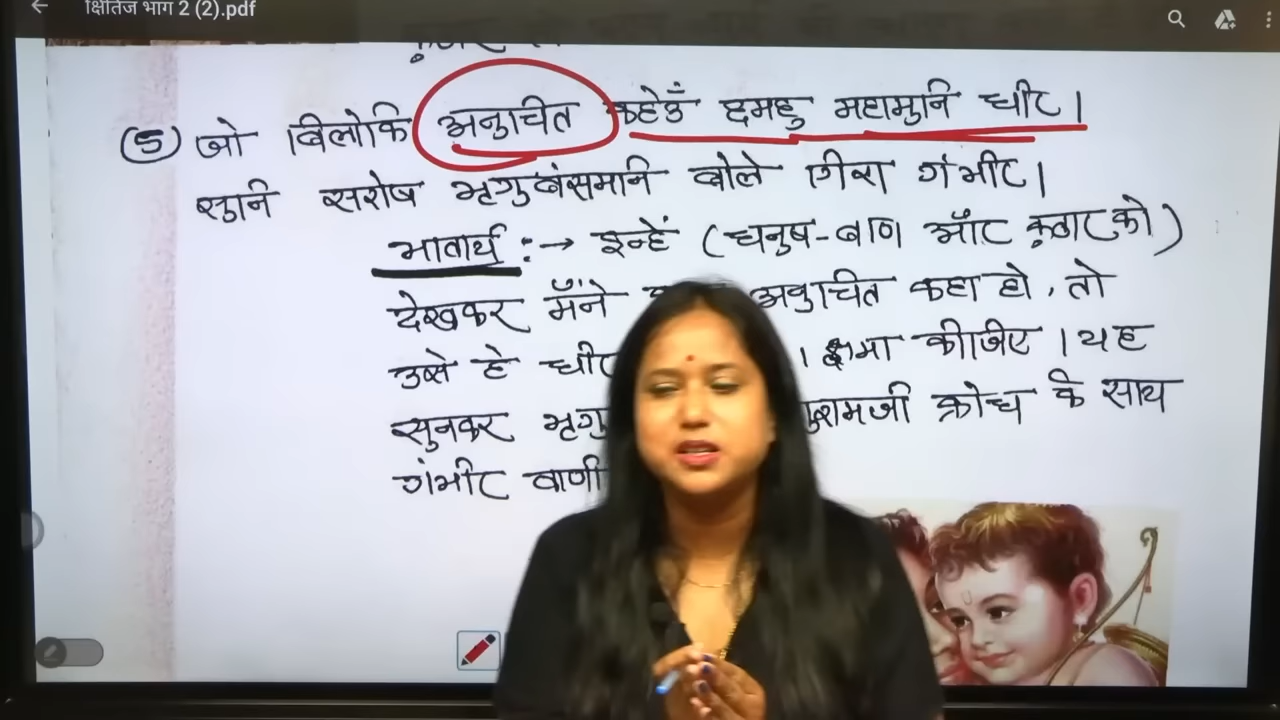 क्षितिज भाग 2 (2).pdf
(5) जो बिलोकि अनुचित कहेउँ छमहु महामुनि धीर।
सुनि सरोष भृगुबंसमनि बोले गिरा गंभीर।
भावार्थ :→ इन्हें (धनुष-बाण और कुठार को)
देखकर मैंने अनुचित कहा हो, तो
उसे हे । क्षमा कीजिए । यह
सुनकर क्रोध के साथ
गंभीर वाणी